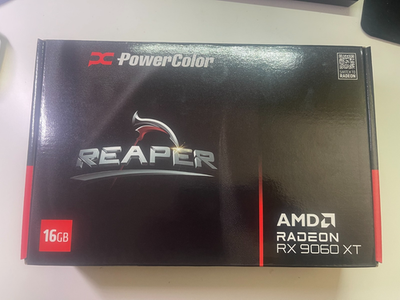 PowerColor
REAPER
16GB
AMD
RADEON
RX 9060 XT